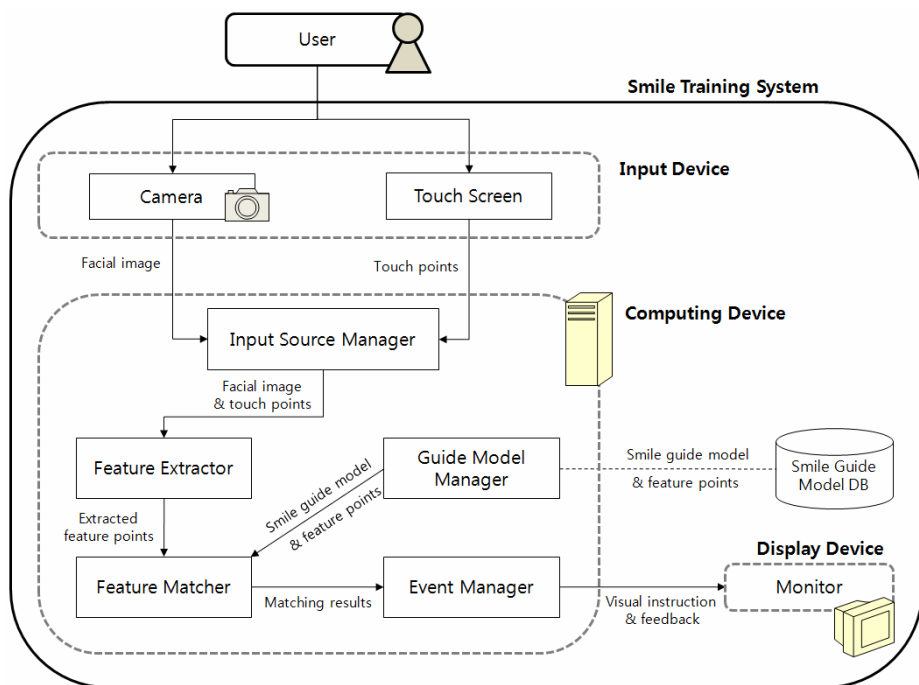 User
Smile Training System
Input Device
Camera
Touch Screen
Facial image
Touch points
Computing Device
Input Source Manager
Facial image
& touch points
Feature Extractor
Guide Model
Manager
Smile guide model
& feature points
Smile Guide
Model DB
Smile guide model
& feature points
Extracted
feature points
Display Device
Feature Matcher
Matching results
Event Manager
Visual instruction
& feedback
Monitor